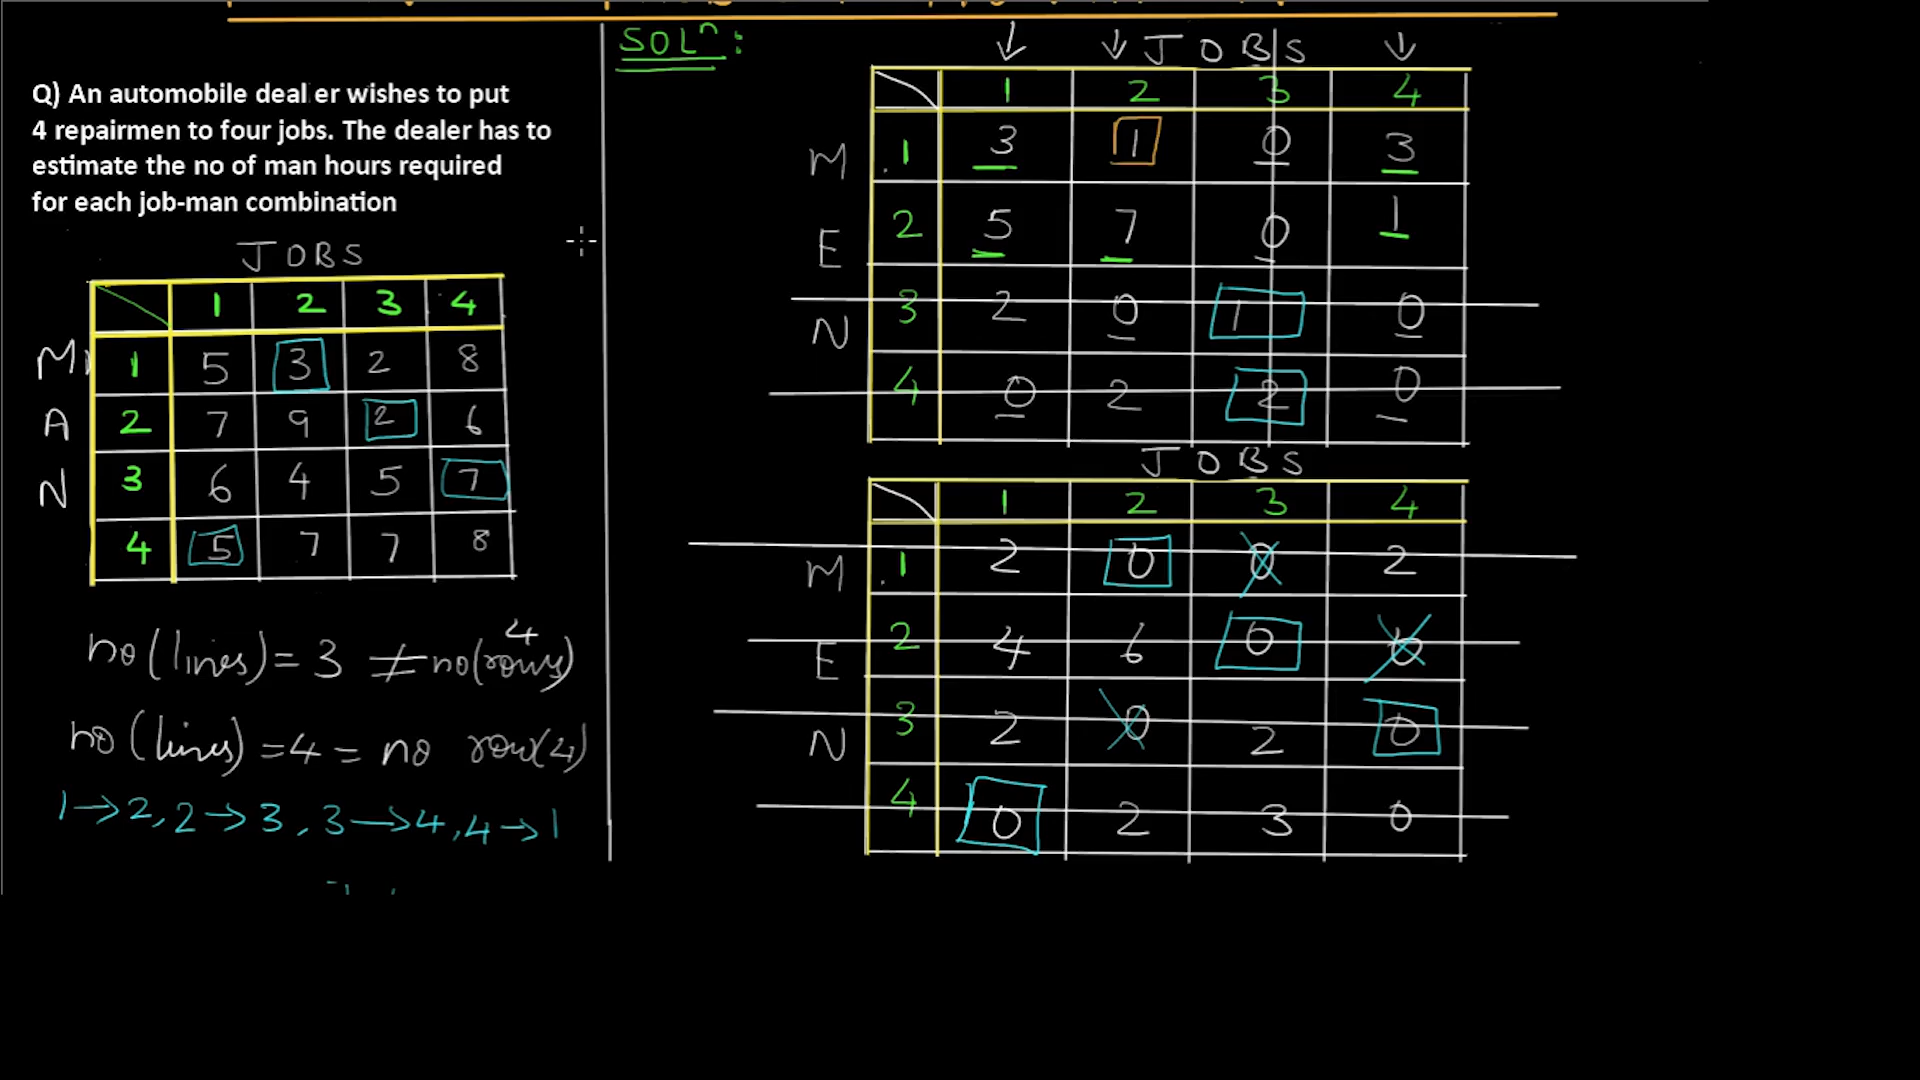 Q) An automobile deal er wishes to put
4 repairmen to four jobs. The dealer has to
estimate the no of man hours required
for each job-man combination
JOBS
1 2 3 4
M 1 5 3 2 8
A 2 7 9 2 6
N 3 6 4 5 7
4 5 7 7 8
no(lines) = 3 ≠ no(rows) 4
no(lines) = 4 = no row(4)
1→2, 2→3, 3→4, 4→1
SOLⁿ:
JOBS
1 2 3 4
M 1 3 1 0 3
E 2 5 7 0 1
N 3 2 0 1 0
4 0 2 2 0
JOBS
1 2 3 4
M 1 2 0 0 2
E 2 4 6 0 0
N 3 2 0 2 0
4 0 2 3 0